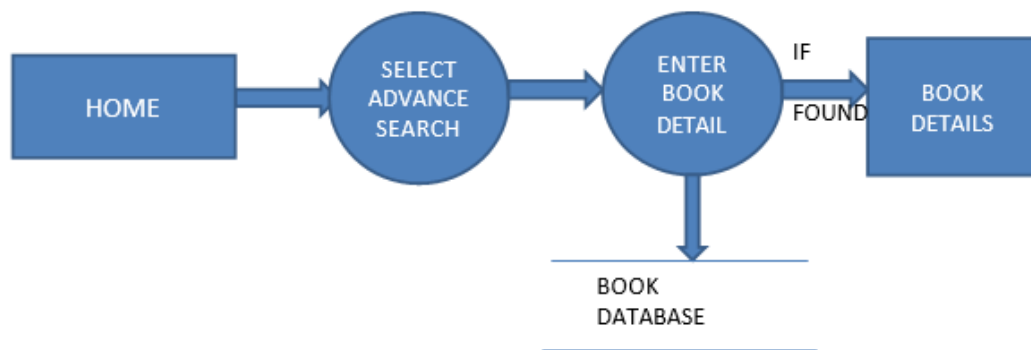 HOME
SELECT
ADVANCE
SEARCH
ENTER
BOOK
DETAIL
IF
FOUND
BOOK
DETAILS
BOOK
DATABASE